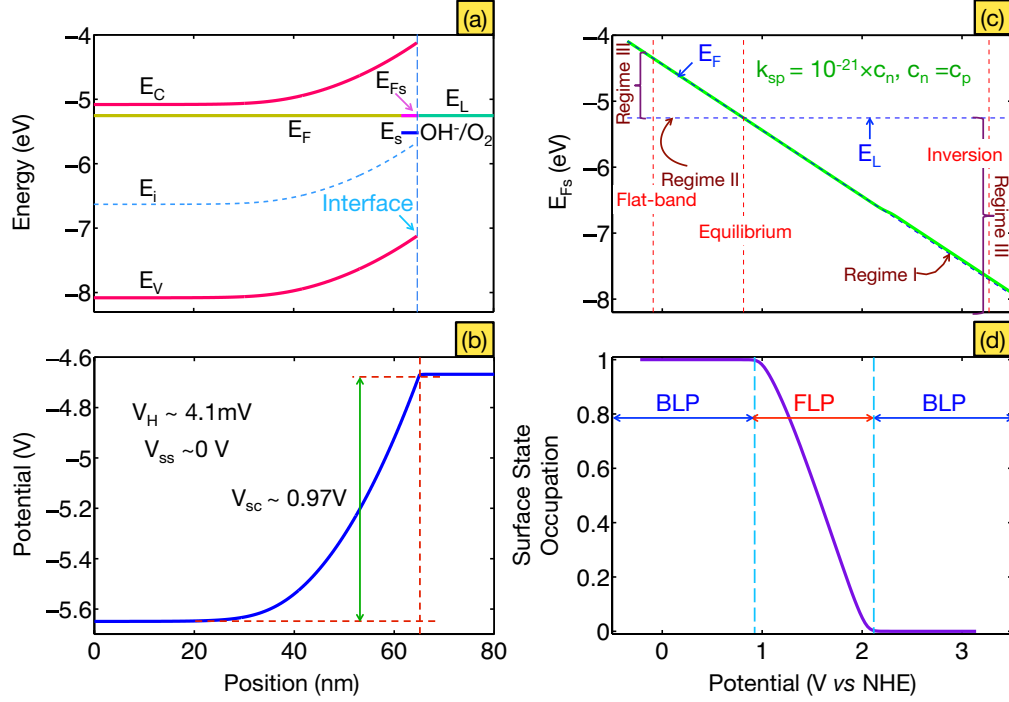 (a)
−4
−5
−6
−7
−8
Energy (eV)
E_C
E_Fs
E_L
E_F
E_s
OH⁻/O₂
E_i
Interface
E_V
(c)
−4
−5
−6
−7
−8
E_Fs (eV)
Regime III
E_F
k_sp = 10⁻²¹×c_n, c_n =c_p
E_L
Inversion
Regime II
Flat-band
Regime III
Equilibrium
Regime I
0
1
2
3
(b)
−4.6
−4.8
−5
−5.2
−5.4
−5.6
Potential (V)
V_H ~ 4.1mV
V_ss ~0 V
V_sc ~ 0.97V
0
20
40
60
80
Position (nm)
(d)
1
0.8
0.6
0.4
0.2
0
Surface State
Occupation
BLP
FLP
BLP
0
1
2
3
Potential (V vs NHE)